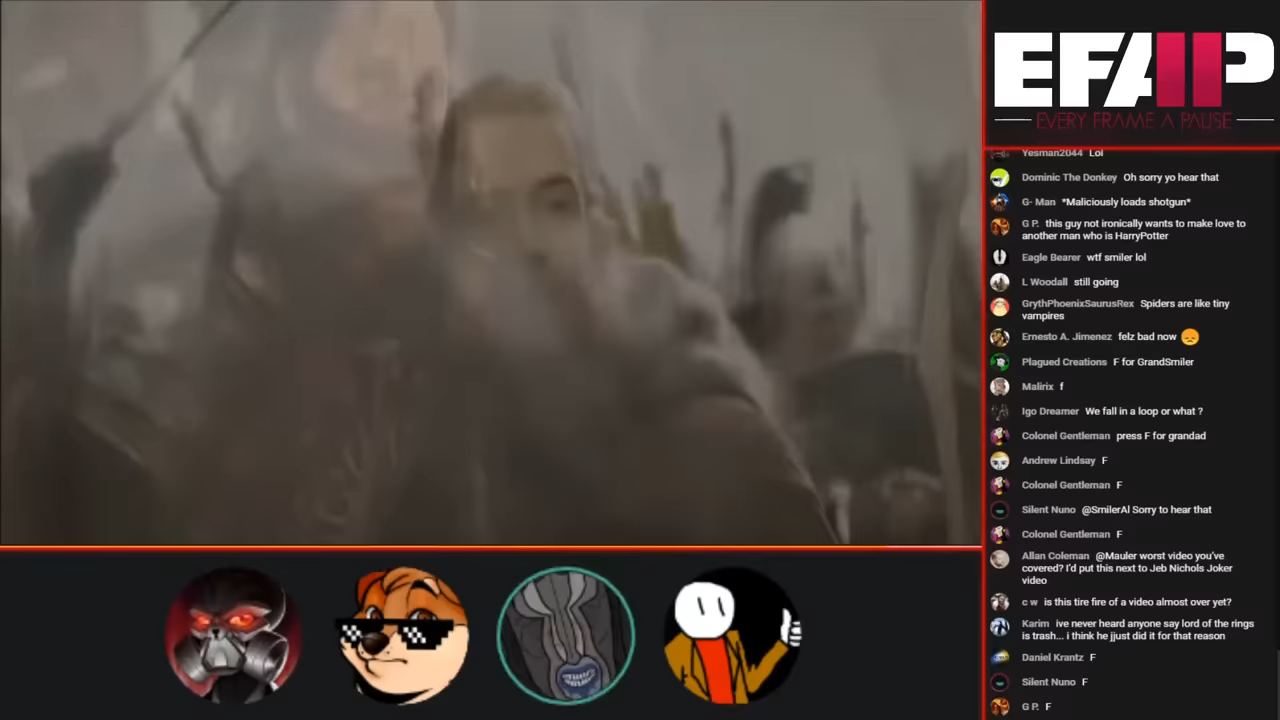 EFAP
EVERY FRAME A PAUSE
Yesman2044 Lol
Dominic The Donkey Oh sorry yo hear that
G- Man *Maliciously loads shotgun*
G P. this guy not ironically wants to make love to
another man who is HarryPotter
Eagle Bearer wtf smiler lol
L Woodall still going
GrythPhoenixSaurusRex Spiders are like tiny
vampires
Ernesto A. Jimenez felz bad now 😞
Plagued Creations F for GrandSmiler
Malirix f
Igo Dreamer We fall in a loop or what ?
Colonel Gentleman press F for grandad
Andrew Lindsay F
Colonel Gentleman F
Silent Nuno @SmilerAl Sorry to hear that
Colonel Gentleman F
Allan Coleman @Mauler worst video you've
covered? I'd put this next to Jeb Nichols Joker
video
c w is this tire fire of a video almost over yet?
Karim ive never heard anyone say lord of the rings
is trash... i think he jjust did it for that reason
Daniel Krantz F
Silent Nuno F
G P. F